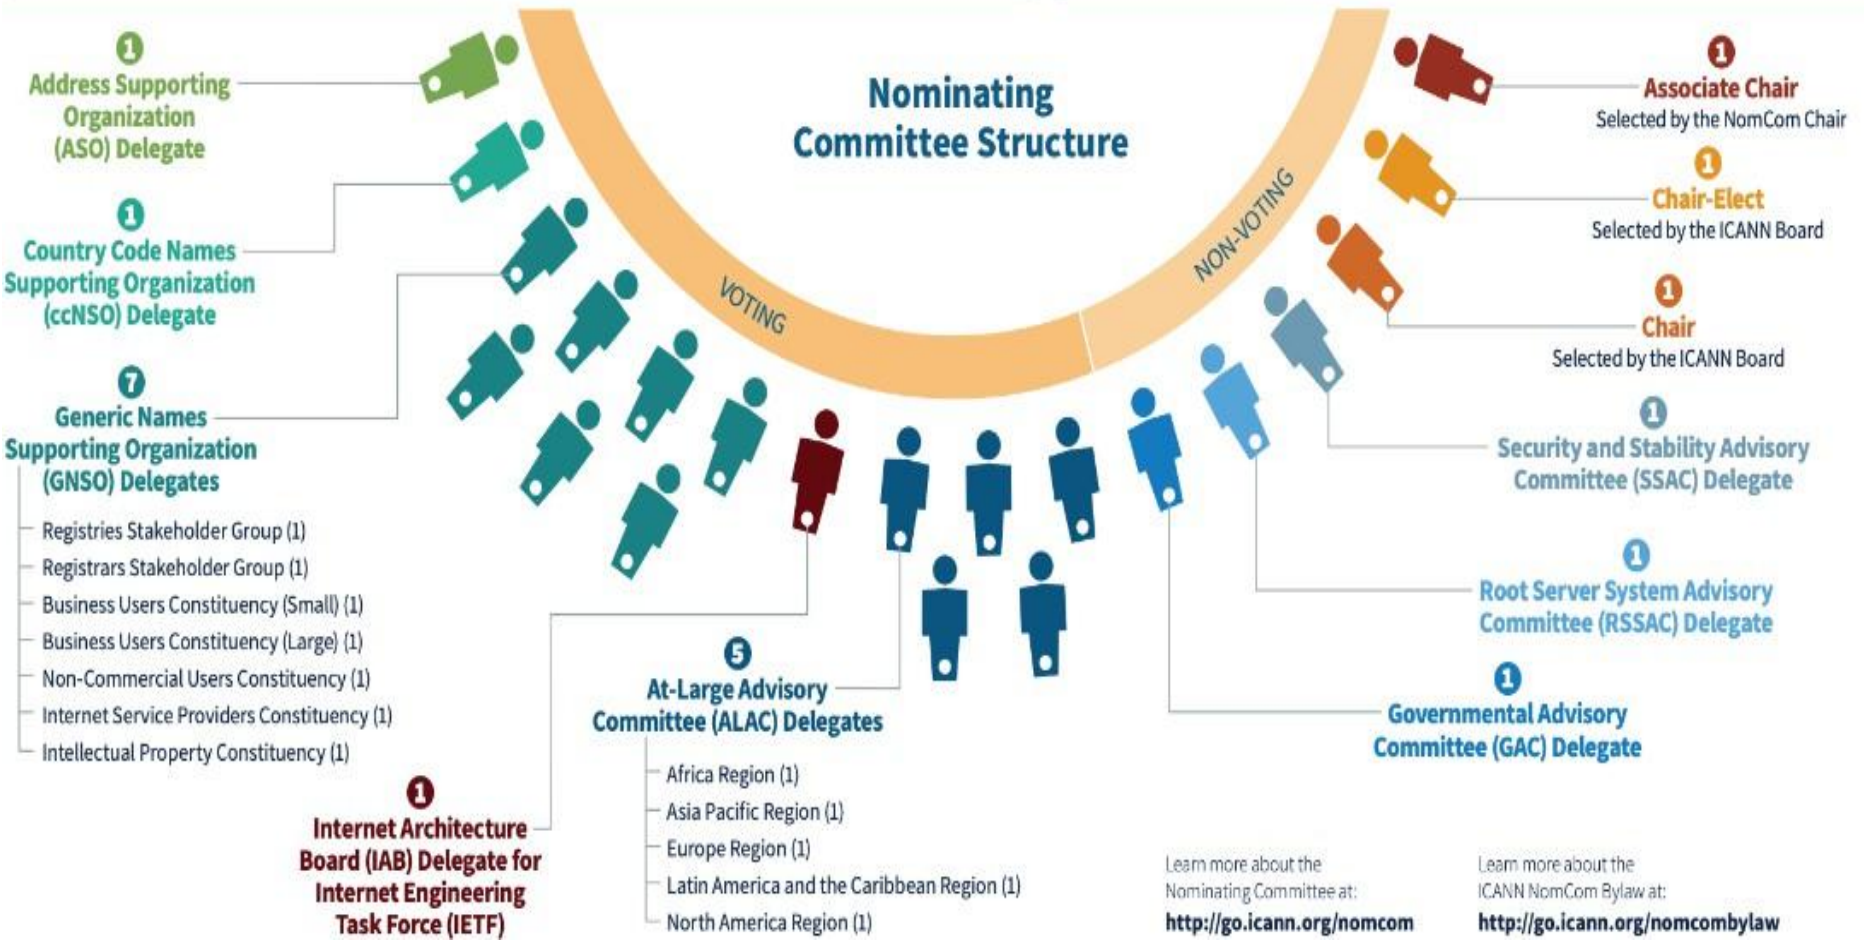 Nominating
Committee Structure
VOTING
NON-VOTING
1
Address Supporting
Organization
(ASO) Delegate
1
Country Code Names
Supporting Organization
(ccNSO) Delegate
7
Generic Names
Supporting Organization
(GNSO) Delegates
Registries Stakeholder Group (1)
Registrars Stakeholder Group (1)
Business Users Constituency (Small) (1)
Business Users Constituency (Large) (1)
Non-Commercial Users Constituency (1)
Internet Service Providers Constituency (1)
Intellectual Property Constituency (1)
1
Internet Architecture
Board (IAB) Delegate for
Internet Engineering
Task Force (IETF)
5
At-Large Advisory
Committee (ALAC) Delegates
Africa Region (1)
Asia Pacific Region (1)
Europe Region (1)
Latin America and the Caribbean Region (1)
North America Region (1)
1
Associate Chair
Selected by the NomCom Chair
1
Chair-Elect
Selected by the ICANN Board
1
Chair
Selected by the ICANN Board
1
Security and Stability Advisory
Committee (SSAC) Delegate
1
Root Server System Advisory
Committee (RSSAC) Delegate
1
Governmental Advisory
Committee (GAC) Delegate
Learn more about the
Nominating Committee at:
http://go.icann.org/nomcom
Learn more about the
ICANN NomCom Bylaw at:
http://go.icann.org/nomcombylaw